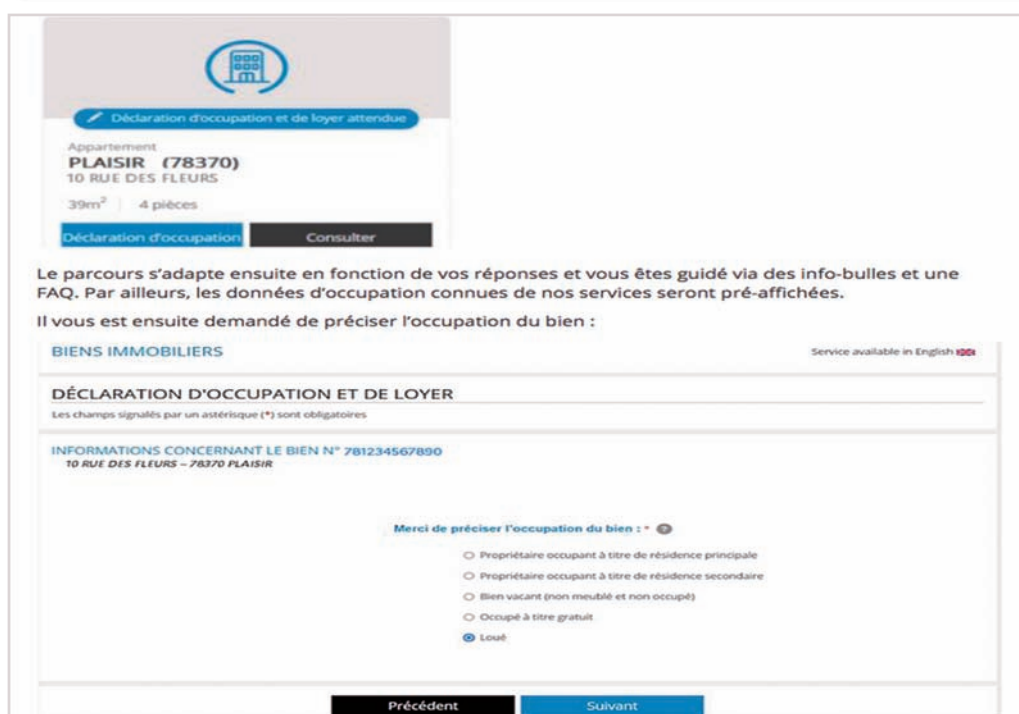 Déclaration d'occupation et de loyer attendue
Appartement
PLAISIR (78370)
10 RUE DES FLEURS
39m² 4 pièces
Déclaration d'occupation Consulter
Le parcours s'adapte ensuite en fonction de vos réponses et vous êtes guidé via des info-bulles et une
FAQ. Par ailleurs, les données d'occupation connues de nos services seront pré-affichées.
Il vous est ensuite demandé de préciser l'occupation du bien :
BIENS IMMOBILIERS Service available in English
DÉCLARATION D'OCCUPATION ET DE LOYER
Les champs signalés par un astérisque (*) sont obligatoires
INFORMATIONS CONCERNANT LE BIEN N° 781234567890
10 RUE DES FLEURS – 78370 PLAISIR
Merci de préciser l'occupation du bien : * ?
Propriétaire occupant à titre de résidence principale
Propriétaire occupant à titre de résidence secondaire
Bien vacant (non meublé et non occupé)
Occupé à titre gratuit
Loué
Précédent Suivant